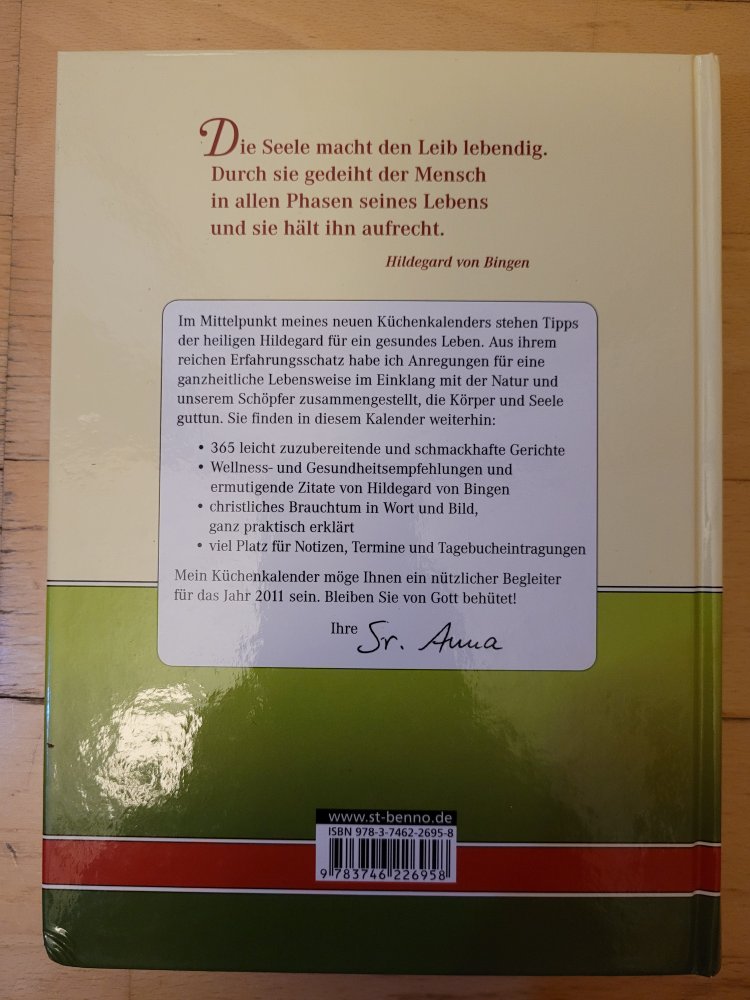 Die Seele macht den Leib lebendig.
Durch sie gedeiht der Mensch
in allen Phasen seines Lebens
und sie hält ihn aufrecht.
Hildegard von Bingen
Im Mittelpunkt meines neuen Küchenkalenders stehen Tipps
der heiligen Hildegard für ein gesundes Leben. Aus ihrem
reichen Erfahrungsschatz habe ich Anregungen für eine
ganzheitliche Lebensweise im Einklang mit der Natur und
unserem Schöpfer zusammengestellt, die Körper und Seele
guttun. Sie finden in diesem Kalender weiterhin:
• 365 leicht zuzubereitende und schmackhafte Gerichte
• Wellness- und Gesundheitsempfehlungen und
ermutigende Zitate von Hildegard von Bingen
• christliches Brauchtum in Wort und Bild,
ganz praktisch erklärt
• viel Platz für Notizen, Termine und Tagebucheintragungen
Mein Küchenkalender möge Ihnen ein nützlicher Begleiter
für das Jahr 2011 sein. Bleiben Sie von Gott behütet!
Ihre Sr. Anna
www.st-benno.de
ISBN 978-3-7462-2695-8
9 783746 226958